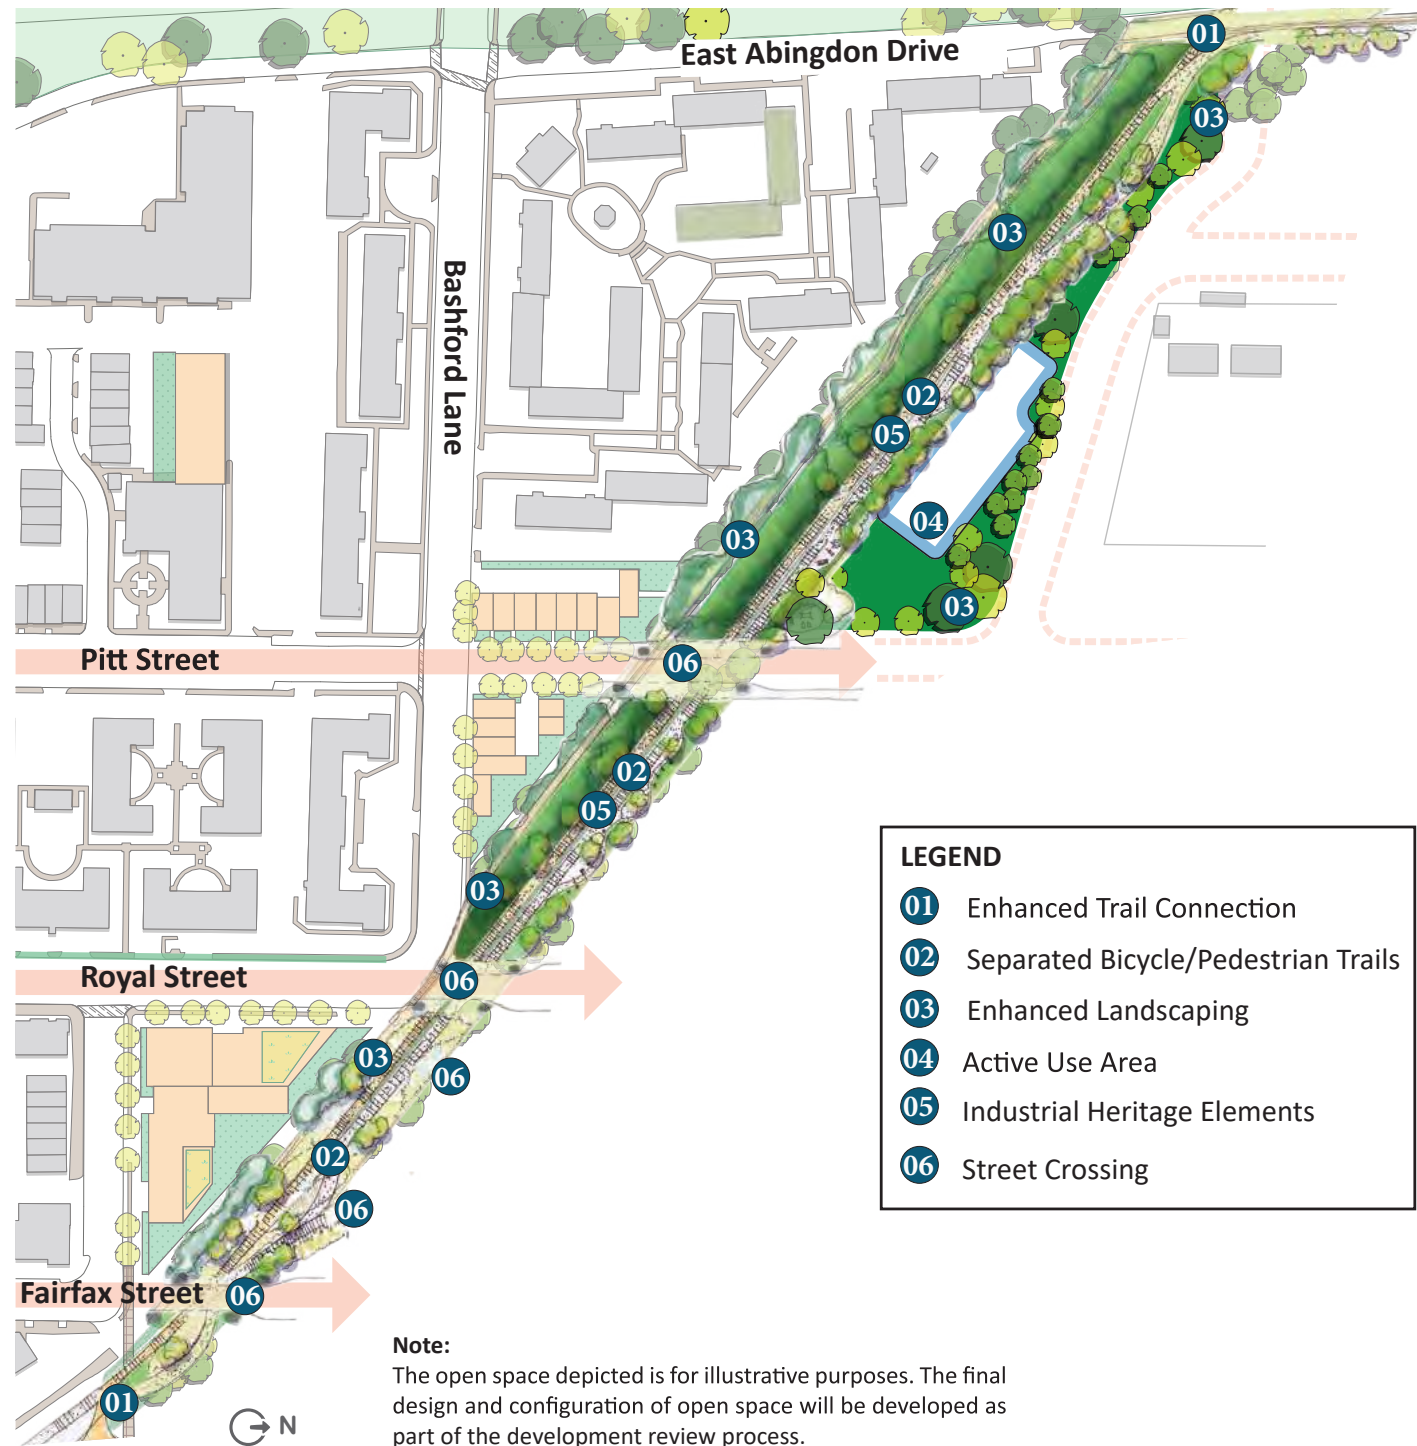 01
East Abingdon Drive
03
03
Bashford Lane
02
05
04
03
03
Pitt Street
06
02
05
03
Royal Street
06
03
06
02
06
Fairfax Street
06
01
N
LEGEND
01 Enhanced Trail Connection
02 Separated Bicycle/Pedestrian Trails
03 Enhanced Landscaping
04 Active Use Area
05 Industrial Heritage Elements
06 Street Crossing
Note:
The open space depicted is for illustrative purposes. The final
design and configuration of open space will be developed as
part of the development review process.